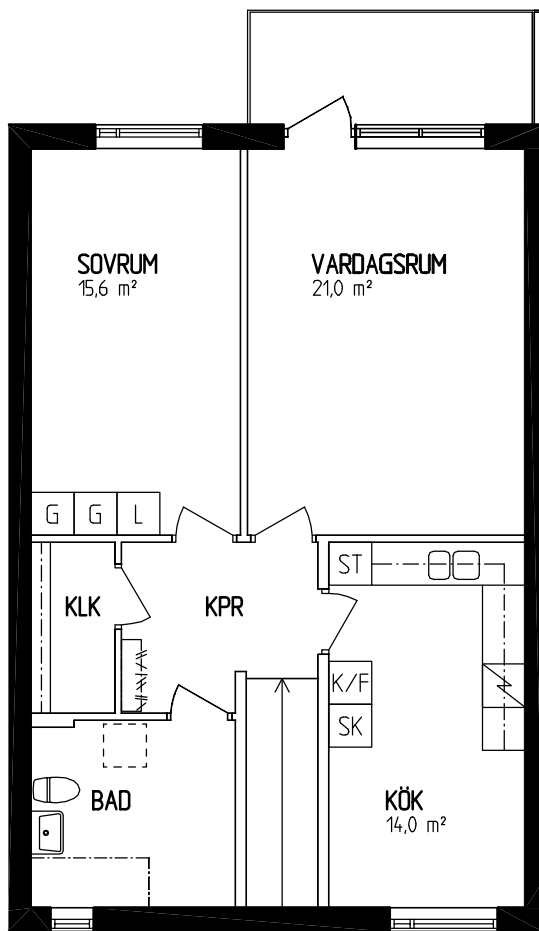 SOVRUM
15,6 m²
VARDAGSRUM
21,0 m²
G G L
ST
KLK
KPR
K/F
SK
BAD
KÖK
14,0 m²